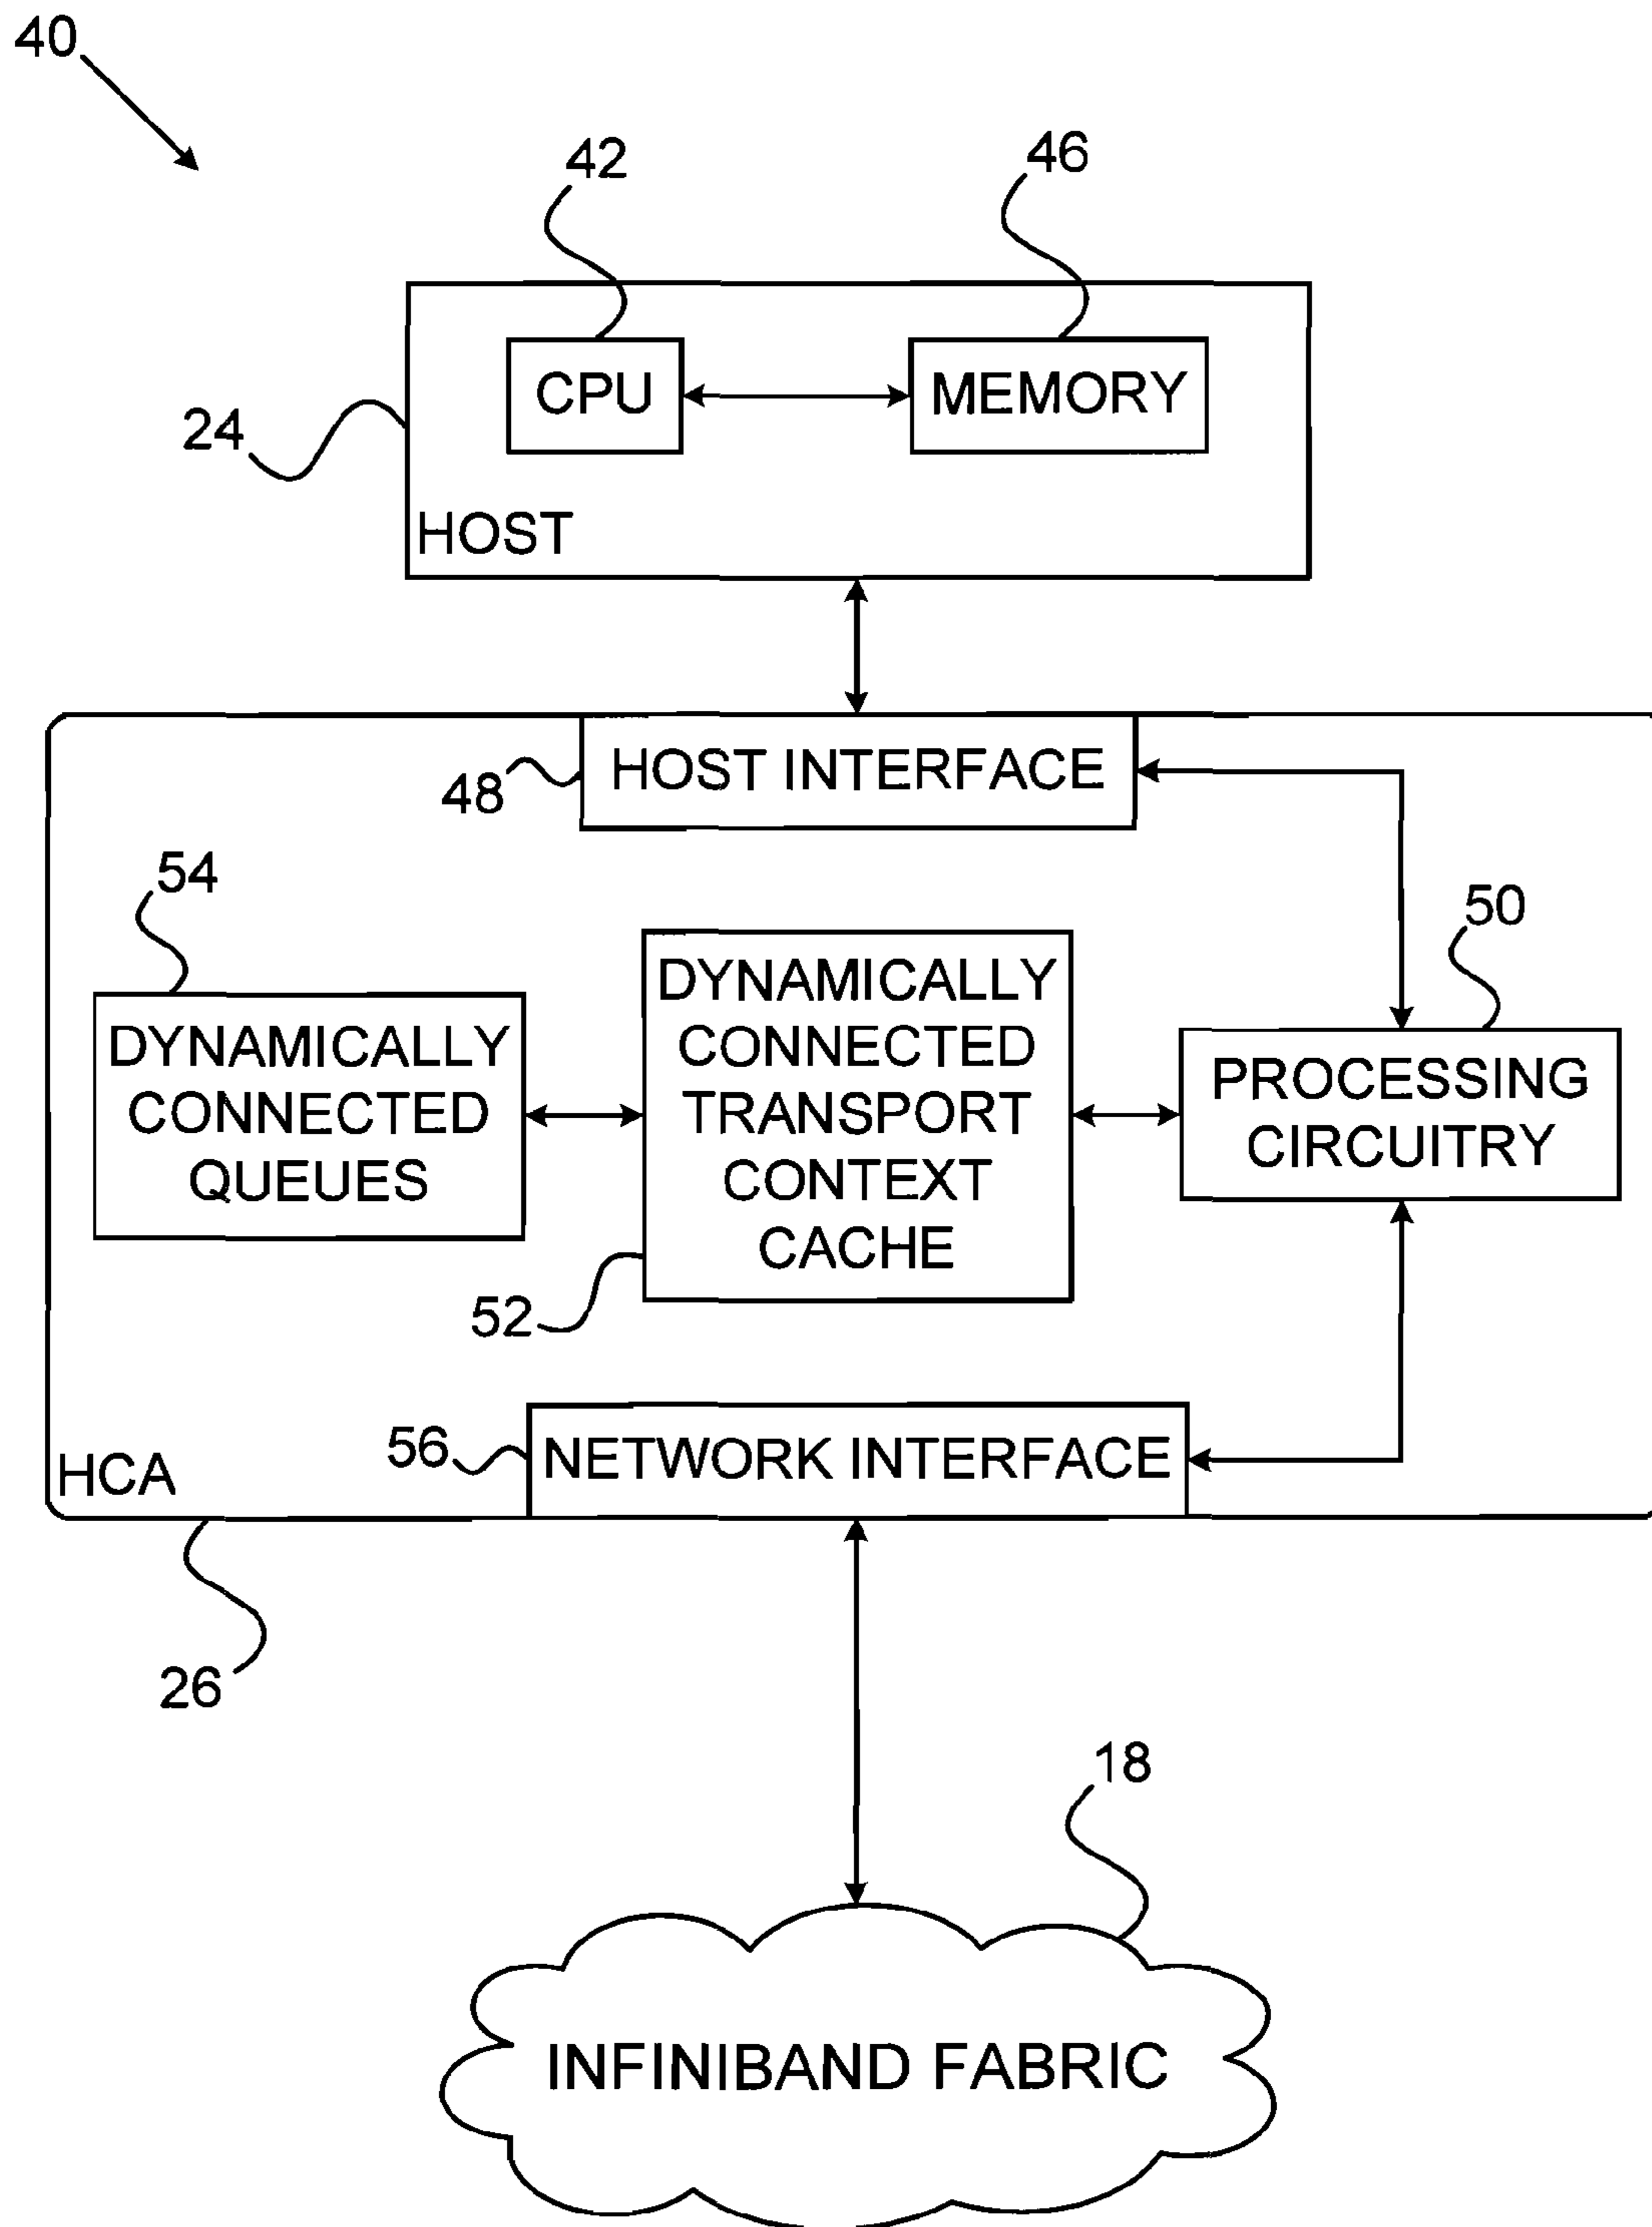 40
42
46
CPU
MEMORY
24
HOST
HOST INTERFACE
48
54
50
DYNAMICALLY
CONNECTED
QUEUES
DYNAMICALLY
CONNECTED
TRANSPORT
CONTEXT
CACHE
PROCESSING
CIRCUITRY
52
56
NETWORK INTERFACE
HCA
26
18
INFINIBAND FABRIC